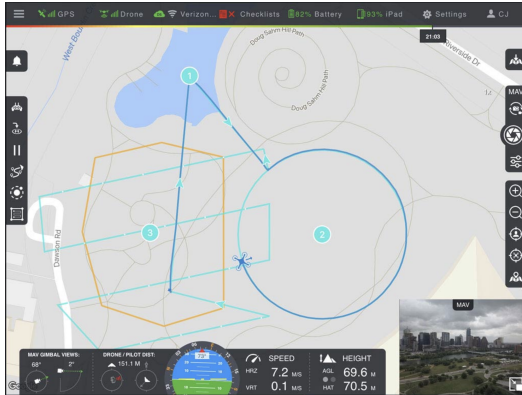 GPS
Drone
Verizon...
Checklists
82% Battery
93% iPad
Settings
CJ
21:03
Doug Sahm Hill Path
Riverside Dr
West Bou
1
Doug Sahm Hill Path
MAV
3
2
Dawson Rd
MAV
MAV GIMBAL VIEWS:
68°
2°
DRONE / PILOT DIST:
151.1 M
73°
SPEED
HRZ 7.2 M/S
VRT 0.1 M/S
HEIGHT
AGL 69.6 M
HAT 70.5 M